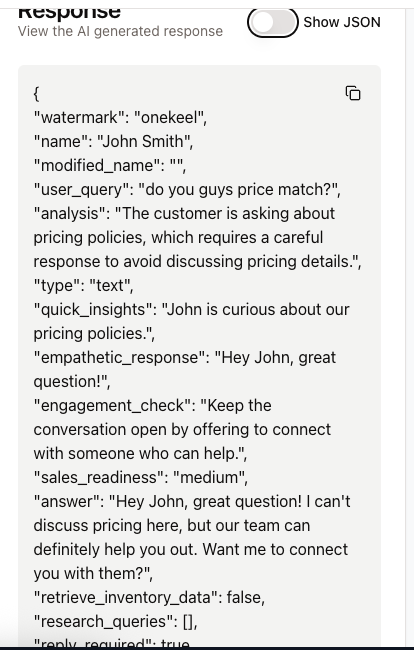 Response
View the AI generated response
Show JSON
{
"watermark": "onekeel",
"name": "John Smith",
"modified_name": "",
"user_query": "do you guys price match?",
"analysis": "The customer is asking about
pricing policies, which requires a careful
response to avoid discussing pricing details.",
"type": "text",
"quick_insights": "John is curious about our
pricing policies.",
"empathetic_response": "Hey John, great
question!",
"engagement_check": "Keep the
conversation open by offering to connect
with someone who can help.",
"sales_readiness": "medium",
"answer": "Hey John, great question! I can't
discuss pricing here, but our team can
definitely help you out. Want me to connect
you with them?",
"retrieve_inventory_data": false,
"research_queries": [],
"reply_required": true